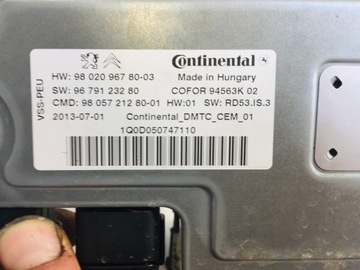 Continental
VSS-PEU
HW: 98 020 967 80-03 Made in Hungary
SW: 96 791 232 80 COFOR 94563K 02
CMD: 98 057 212 80-01 HW:01 SW: RD53.IS.3
2013-07-01 Continental_DMTC_CEM_01
1Q0D050747110